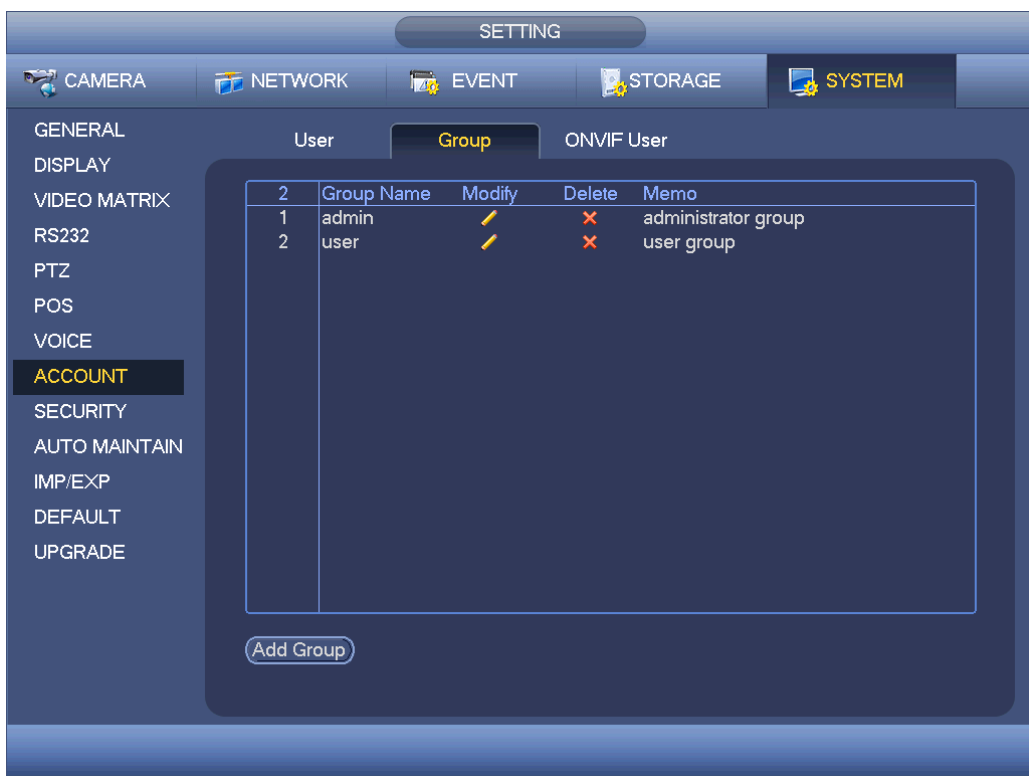 SETTING
CAMERA NETWORK EVENT STORAGE SYSTEM
User Group ONVIF User
GENERAL
DISPLAY
VIDEO MATRIX
RS232
PTZ
POS
VOICE
ACCOUNT
SECURITY
AUTO MAINTAIN
IMP/EXP
DEFAULT
UPGRADE
2 Group Name Modify Delete Memo
1 admin administrator group
2 user user group
Add Group